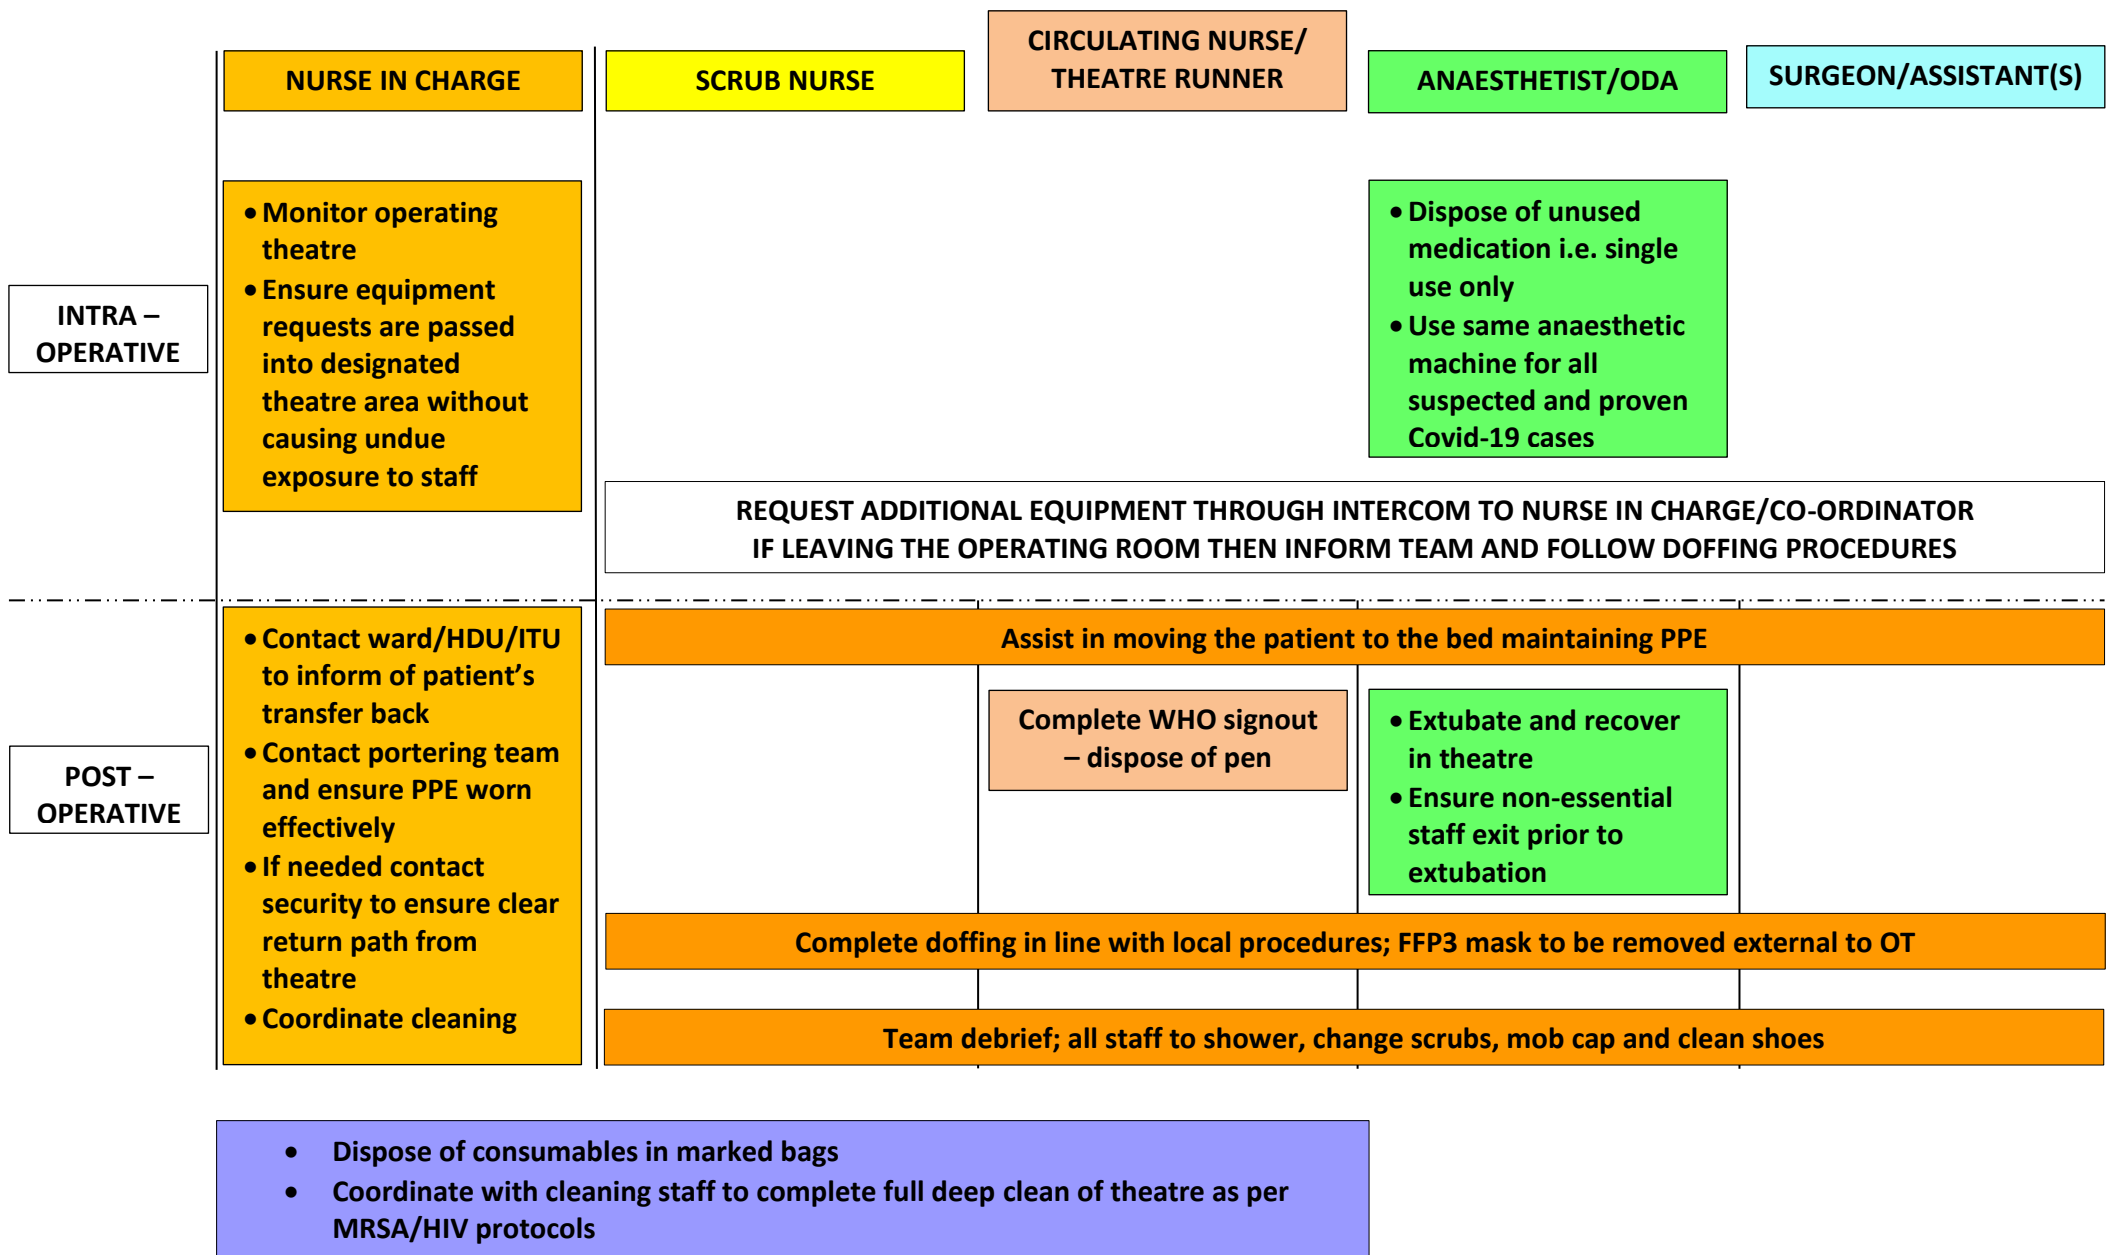 NURSE IN CHARGE
SCRUB NURSE
CIRCULATING NURSE/
THEATRE RUNNER
ANAESTHETIST/ODA
SURGEON/ASSISTANT(S)
INTRA –
OPERATIVE
• Monitor operating
theatre
• Ensure equipment
requests are passed
into designated
theatre area without
causing undue
exposure to staff
• Dispose of unused
medication i.e. single
use only
• Use same anaesthetic
machine for all
suspected and proven
Covid-19 cases
REQUEST ADDITIONAL EQUIPMENT THROUGH INTERCOM TO NURSE IN CHARGE/CO-ORDINATOR
IF LEAVING THE OPERATING ROOM THEN INFORM TEAM AND FOLLOW DOFFING PROCEDURES
POST –
OPERATIVE
• Contact ward/HDU/ITU
to inform of patient’s
transfer back
• Contact portering team
and ensure PPE worn
effectively
• If needed contact
security to ensure clear
return path from
theatre
• Coordinate cleaning
Assist in moving the patient to the bed maintaining PPE
Complete WHO signout
– dispose of pen
• Extubate and recover
in theatre
• Ensure non-essential
staff exit prior to
extubation
Complete doffing in line with local procedures; FFP3 mask to be removed external to OT
Team debrief; all staff to shower, change scrubs, mob cap and clean shoes
• Dispose of consumables in marked bags
• Coordinate with cleaning staff to complete full deep clean of theatre as per
MRSA/HIV protocols